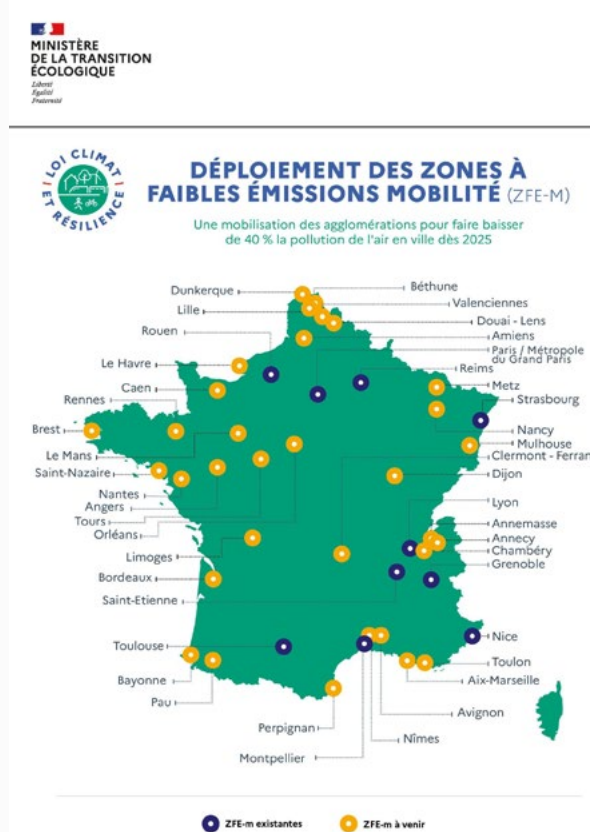 MINISTÈRE
DE LA TRANSITION
ÉCOLOGIQUE
Liberté
Égalité
Fraternité
LOI CLIMAT
ET RÉSILIENCE
DÉPLOIEMENT DES ZONES À
FAIBLES ÉMISSIONS MOBILITÉ (ZFE-M)
Une mobilisation des agglomérations pour faire baisser
de 40 % la pollution de l'air en ville dès 2025
Dunkerque
Béthune
Lille
Valenciennes
Douai - Lens
Rouen
Amiens
Paris / Métropole
du Grand Paris
Le Havre
Reims
Caen
Metz
Rennes
Strasbourg
Brest
Nancy
Mulhouse
Le Mans
Clermont - Ferran
Saint-Nazaire
Dijon
Nantes
Lyon
Angers
Tours
Annemasse
Orléans
Annecy
Limoges
Chambéry
Grenoble
Bordeaux
Saint-Etienne
Toulouse
Nice
Toulon
Bayonne
Aix-Marseille
Pau
Avignon
Perpignan
Nîmes
Montpellier
ZFE-m existantes
ZFE-m à venir